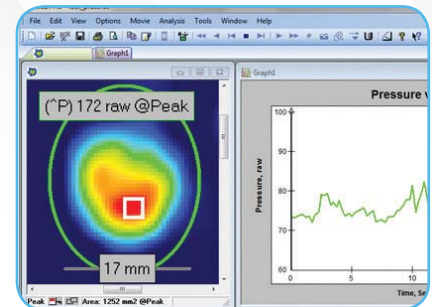 File Edit View Options Movie Analysis Tools Window Help
Graph1
Graph1
(^P) 172 raw @Peak
17 mm
Peak
Area: 1252 mm2 @Peak
Pressure v
Pressure, raw
100
90
80
70
60
0 5 10
Time, Se